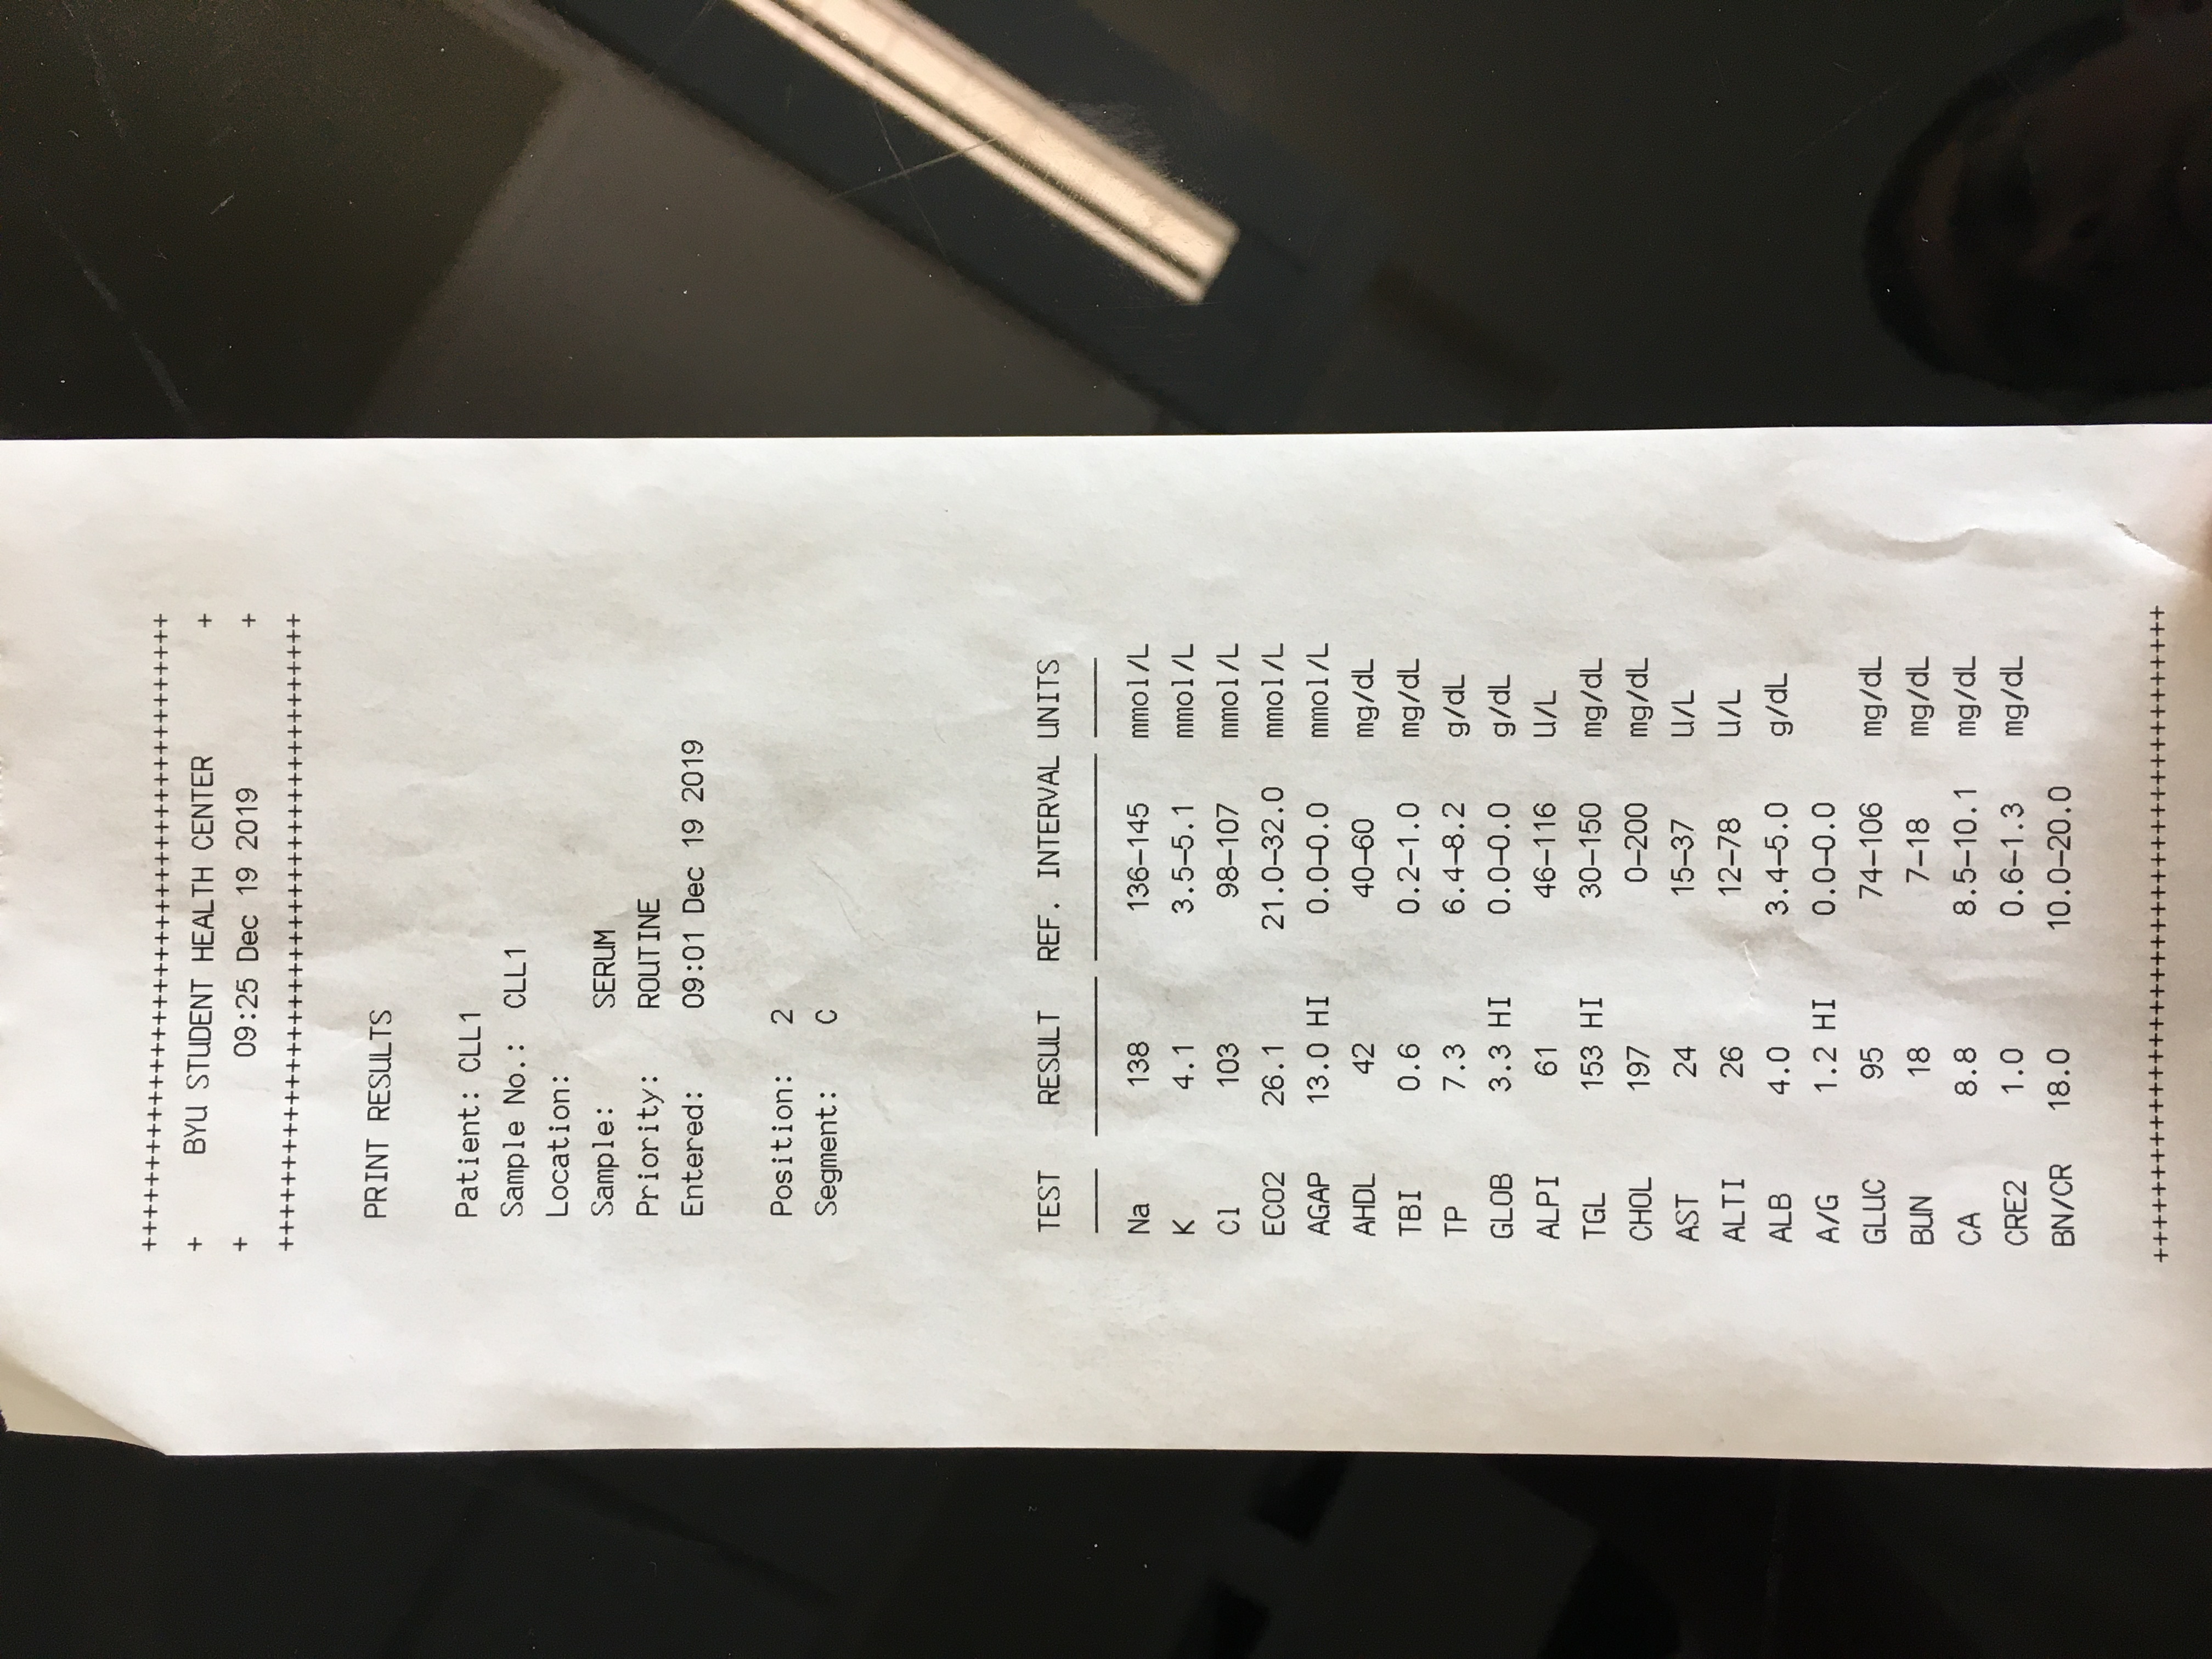 +++++++++++++++++++++++++++++++++++++++
+ BYU STUDENT HEALTH CENTER +
+ 09:25 Dec 19 2019 +
+++++++++++++++++++++++++++++++++++++++
PRINT RESULTS
Patient: CLL1
Sample No.: CLL1
Location:
Sample: SERUM
Priority: ROUTINE
Entered: 09:01 Dec 19 2019
Position: 2
Segment: C
TEST RESULT REF. INTERVAL UNITS
Na 138 136-145 mmol/L
K 4.1 3.5-5.1 mmol/L
Cl 103 98-107 mmol/L
ECO2 26.1 21.0-32.0 mmol/L
AGAP 13.0 HI 0.0-0.0 mmol/L
AHDL 42 40-60 mg/dL
TBI 0.6 0.2-1.0 mg/dL
TP 7.3 6.4-8.2 g/dL
GLOB 3.3 HI 0.0-0.0 g/dL
ALPI 61 46-116 U/L
TGL 153 HI 30-150 mg/dL
CHOL 197 0-200 mg/dL
AST 24 15-37 U/L
ALTI 26 12-78 U/L
ALB 4.0 3.4-5.0 g/dL
A/G 1.2 HI 0.0-0.0
GLUC 95 74-106 mg/dL
BUN 18 7-18 mg/dL
CA 8.8 8.5-10.1 mg/dL
CRE2 1.0 0.6-1.3 mg/dL
BN/CR 18.0 10.0-20.0
+++++++++++++++++++++++++++++++++++++++